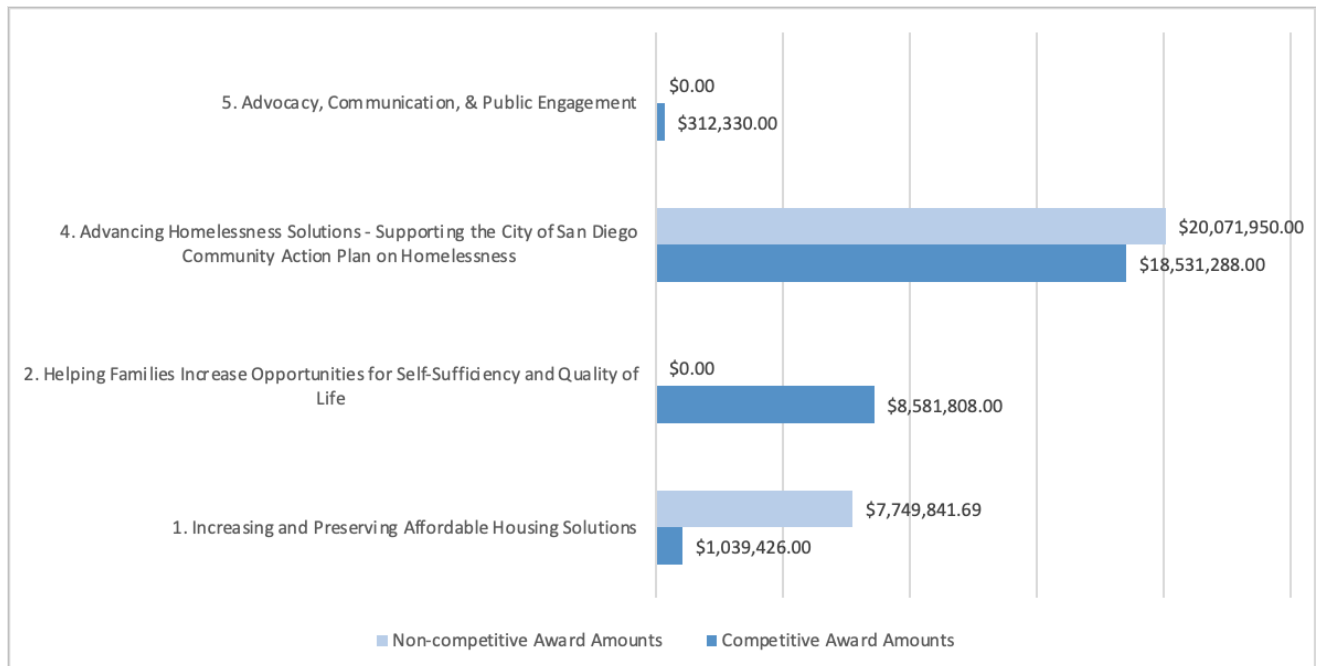 $0.00
5. Advocacy, Communication, & Public Engagement
$312,330.00
$20,071,950.00
4. Advancing Homelessness Solutions - Supporting the City of San Diego
Community Action Plan on Homelessness
$18,531,288.00
$0.00
2. Helping Families Increase Opportunities for Self-Sufficiency and Quality of
Life
$8,581,808.00
$7,749,841.69
1. Increasing and Preserving Affordable Housing Solutions
$1,039,426.00
Non-competitive Award Amounts
Competitive Award Amounts